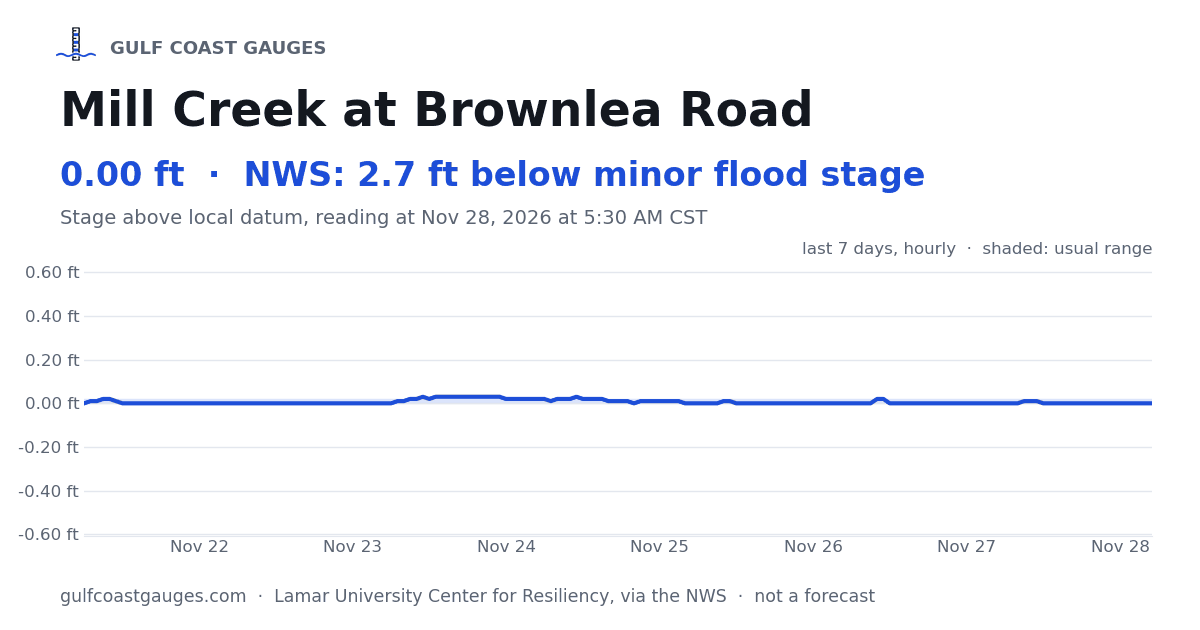 GULF COAST GAUGES
Mill Creek at Brownlea Road
0.00 ft · NWS: 2.7 ft below minor flood stage
Stage above local datum, reading at Nov 28, 2026 at 5:30 AM CST
last 7 days, hourly · shaded: usual range
0.60 ft
0.40 ft
0.20 ft
0.00 ft
-0.20 ft
-0.40 ft
-0.60 ft
Nov 22 Nov 23 Nov 24 Nov 25 Nov 26 Nov 27 Nov 28
gulfcoastgauges.com · Lamar University Center for Resiliency, via the NWS · not a forecast